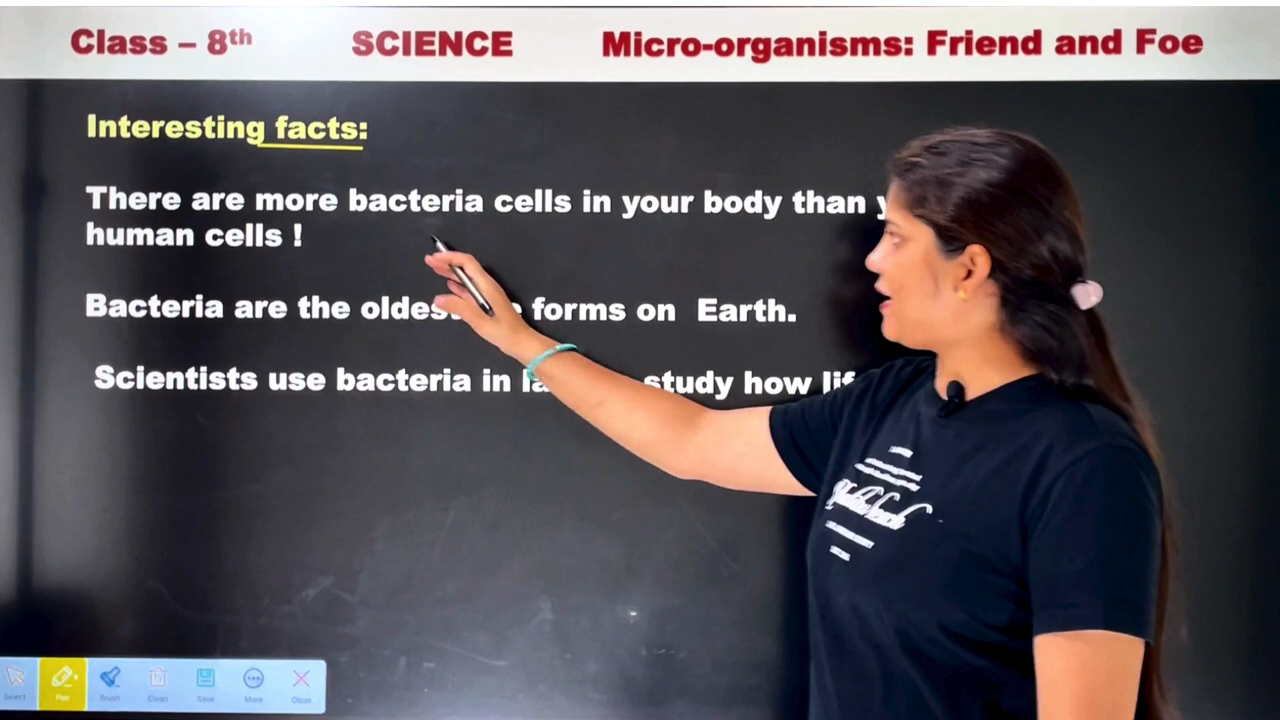 Class – 8th SCIENCE Micro-organisms: Friend and Foe
Interesting facts:
There are more bacteria cells in your body than
human cells !
Bacteria are the forms on Earth.
Scientists use bacteria in study how
Select Pen Brush Clean Save More Close